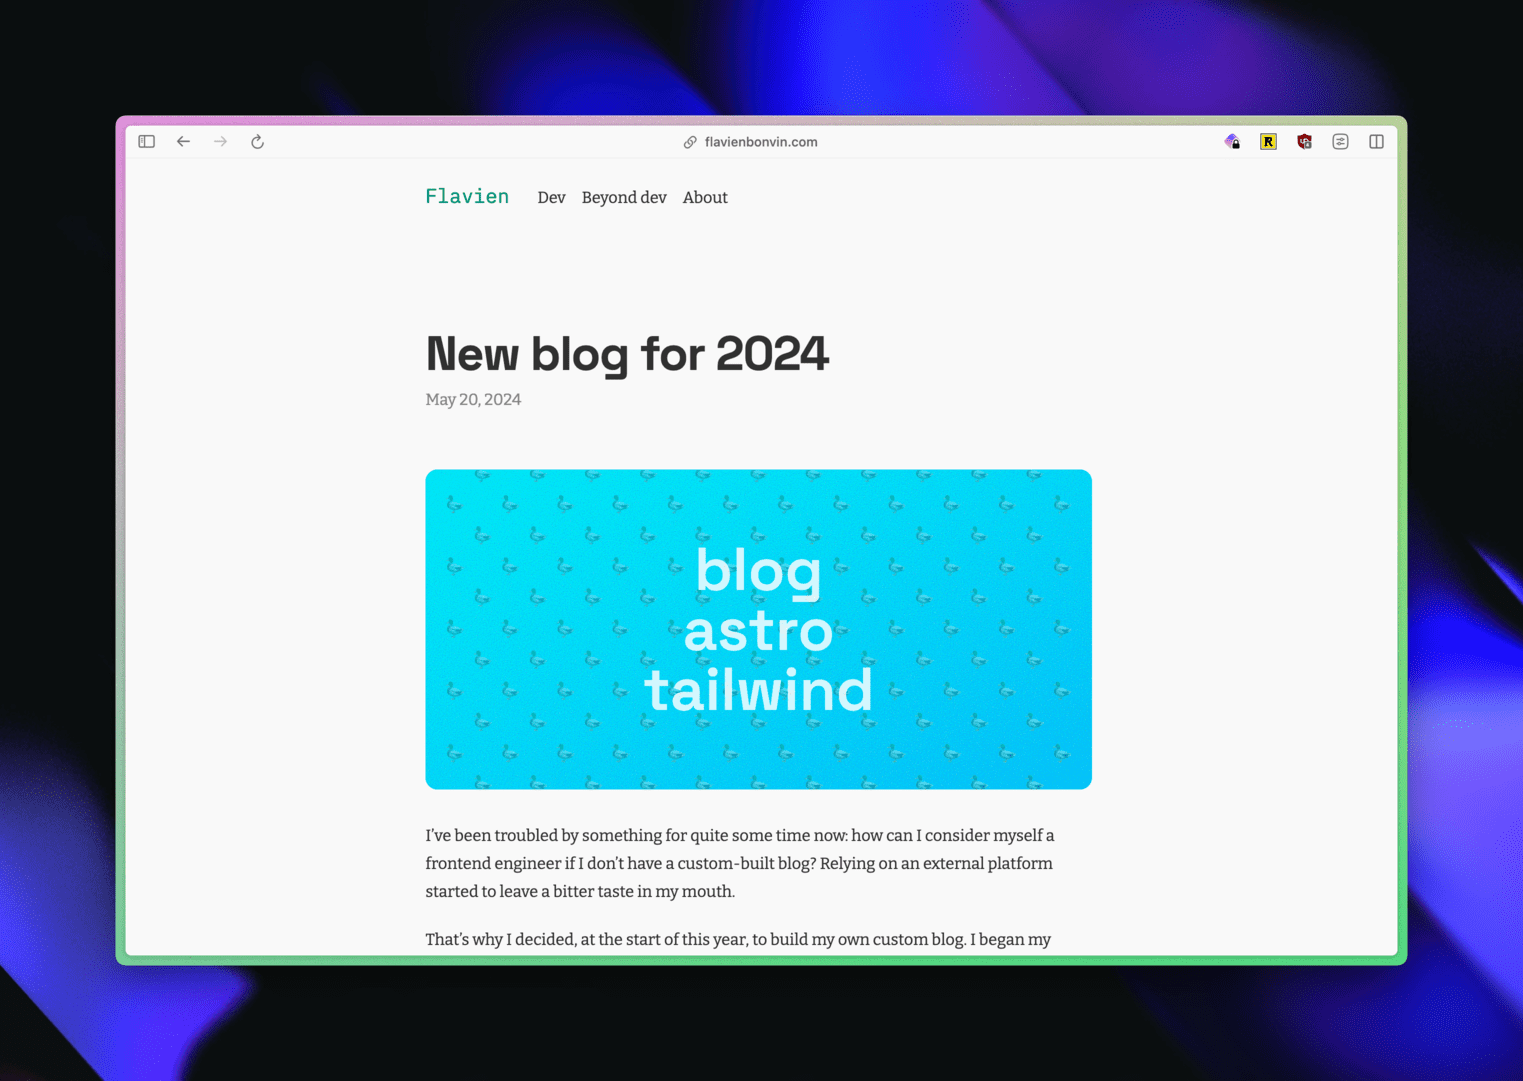 flavienbonvin.com
R
Flavien Dev Beyond dev About
New blog for 2024
May 20, 2024
blog
astro
tailwind
I’ve been troubled by something for quite some time now: how can I consider myself a
frontend engineer if I don’t have a custom-built blog? Relying on an external platform
started to leave a bitter taste in my mouth.
That’s why I decided, at the start of this year, to build my own custom blog. I began my